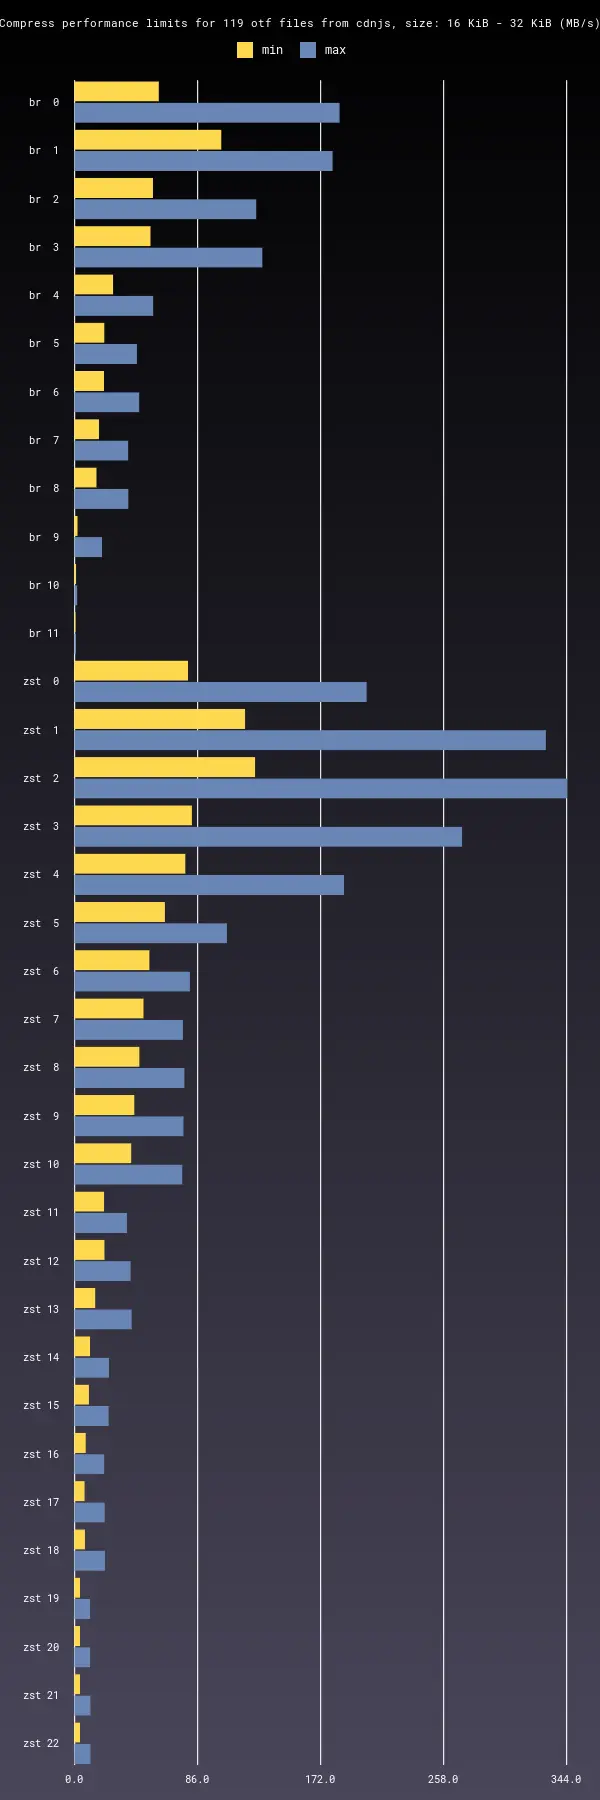 Compress performance limits for 119 otf files from cdnjs, size: 16 KiB - 32 KiB (MB/s)
min max
br 0
br 1
br 2
br 3
br 4
br 5
br 6
br 7
br 8
br 9
br 10
br 11
zst 0
zst 1
zst 2
zst 3
zst 4
zst 5
zst 6
zst 7
zst 8
zst 9
zst 10
zst 11
zst 12
zst 13
zst 14
zst 15
zst 16
zst 17
zst 18
zst 19
zst 20
zst 21
zst 22
0.0 86.0 172.0 258.0 344.0